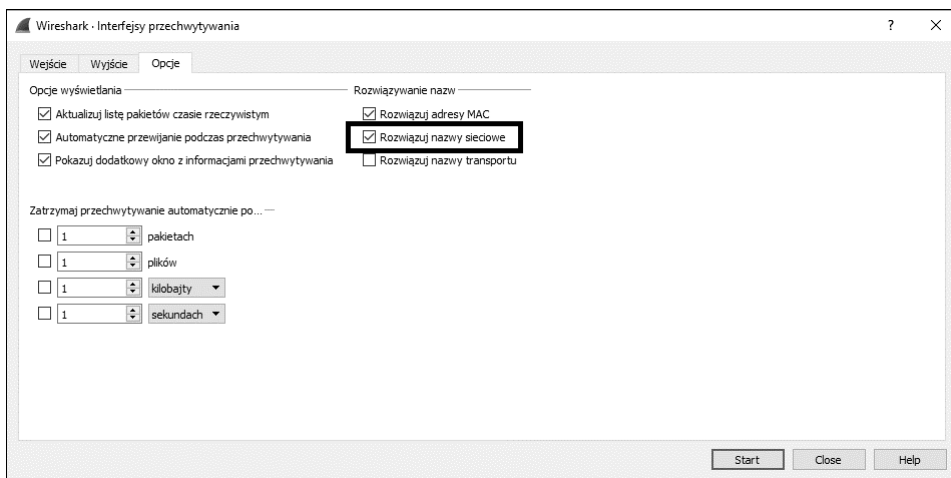 Wireshark · Interfejsy przechwytywania
?
Wejście Wyjście Opcje
Opcje wyświetlania
Aktualizuj listę pakietów czasie rzeczywistym
Automatyczne przewijanie podczas przechwytywania
Pokazuj dodatkowy okno z informacjami przechwytywania
Rozwiązywanie nazw
Rozwiązuj adresy MAC
Rozwiązuj nazwy sieciowe
Rozwiązuj nazwy transportu
Zatrzymaj przechwytywanie automatycznie po...
1 pakietach
1 plików
1 kilobajty
1 sekundach
Start Close Help